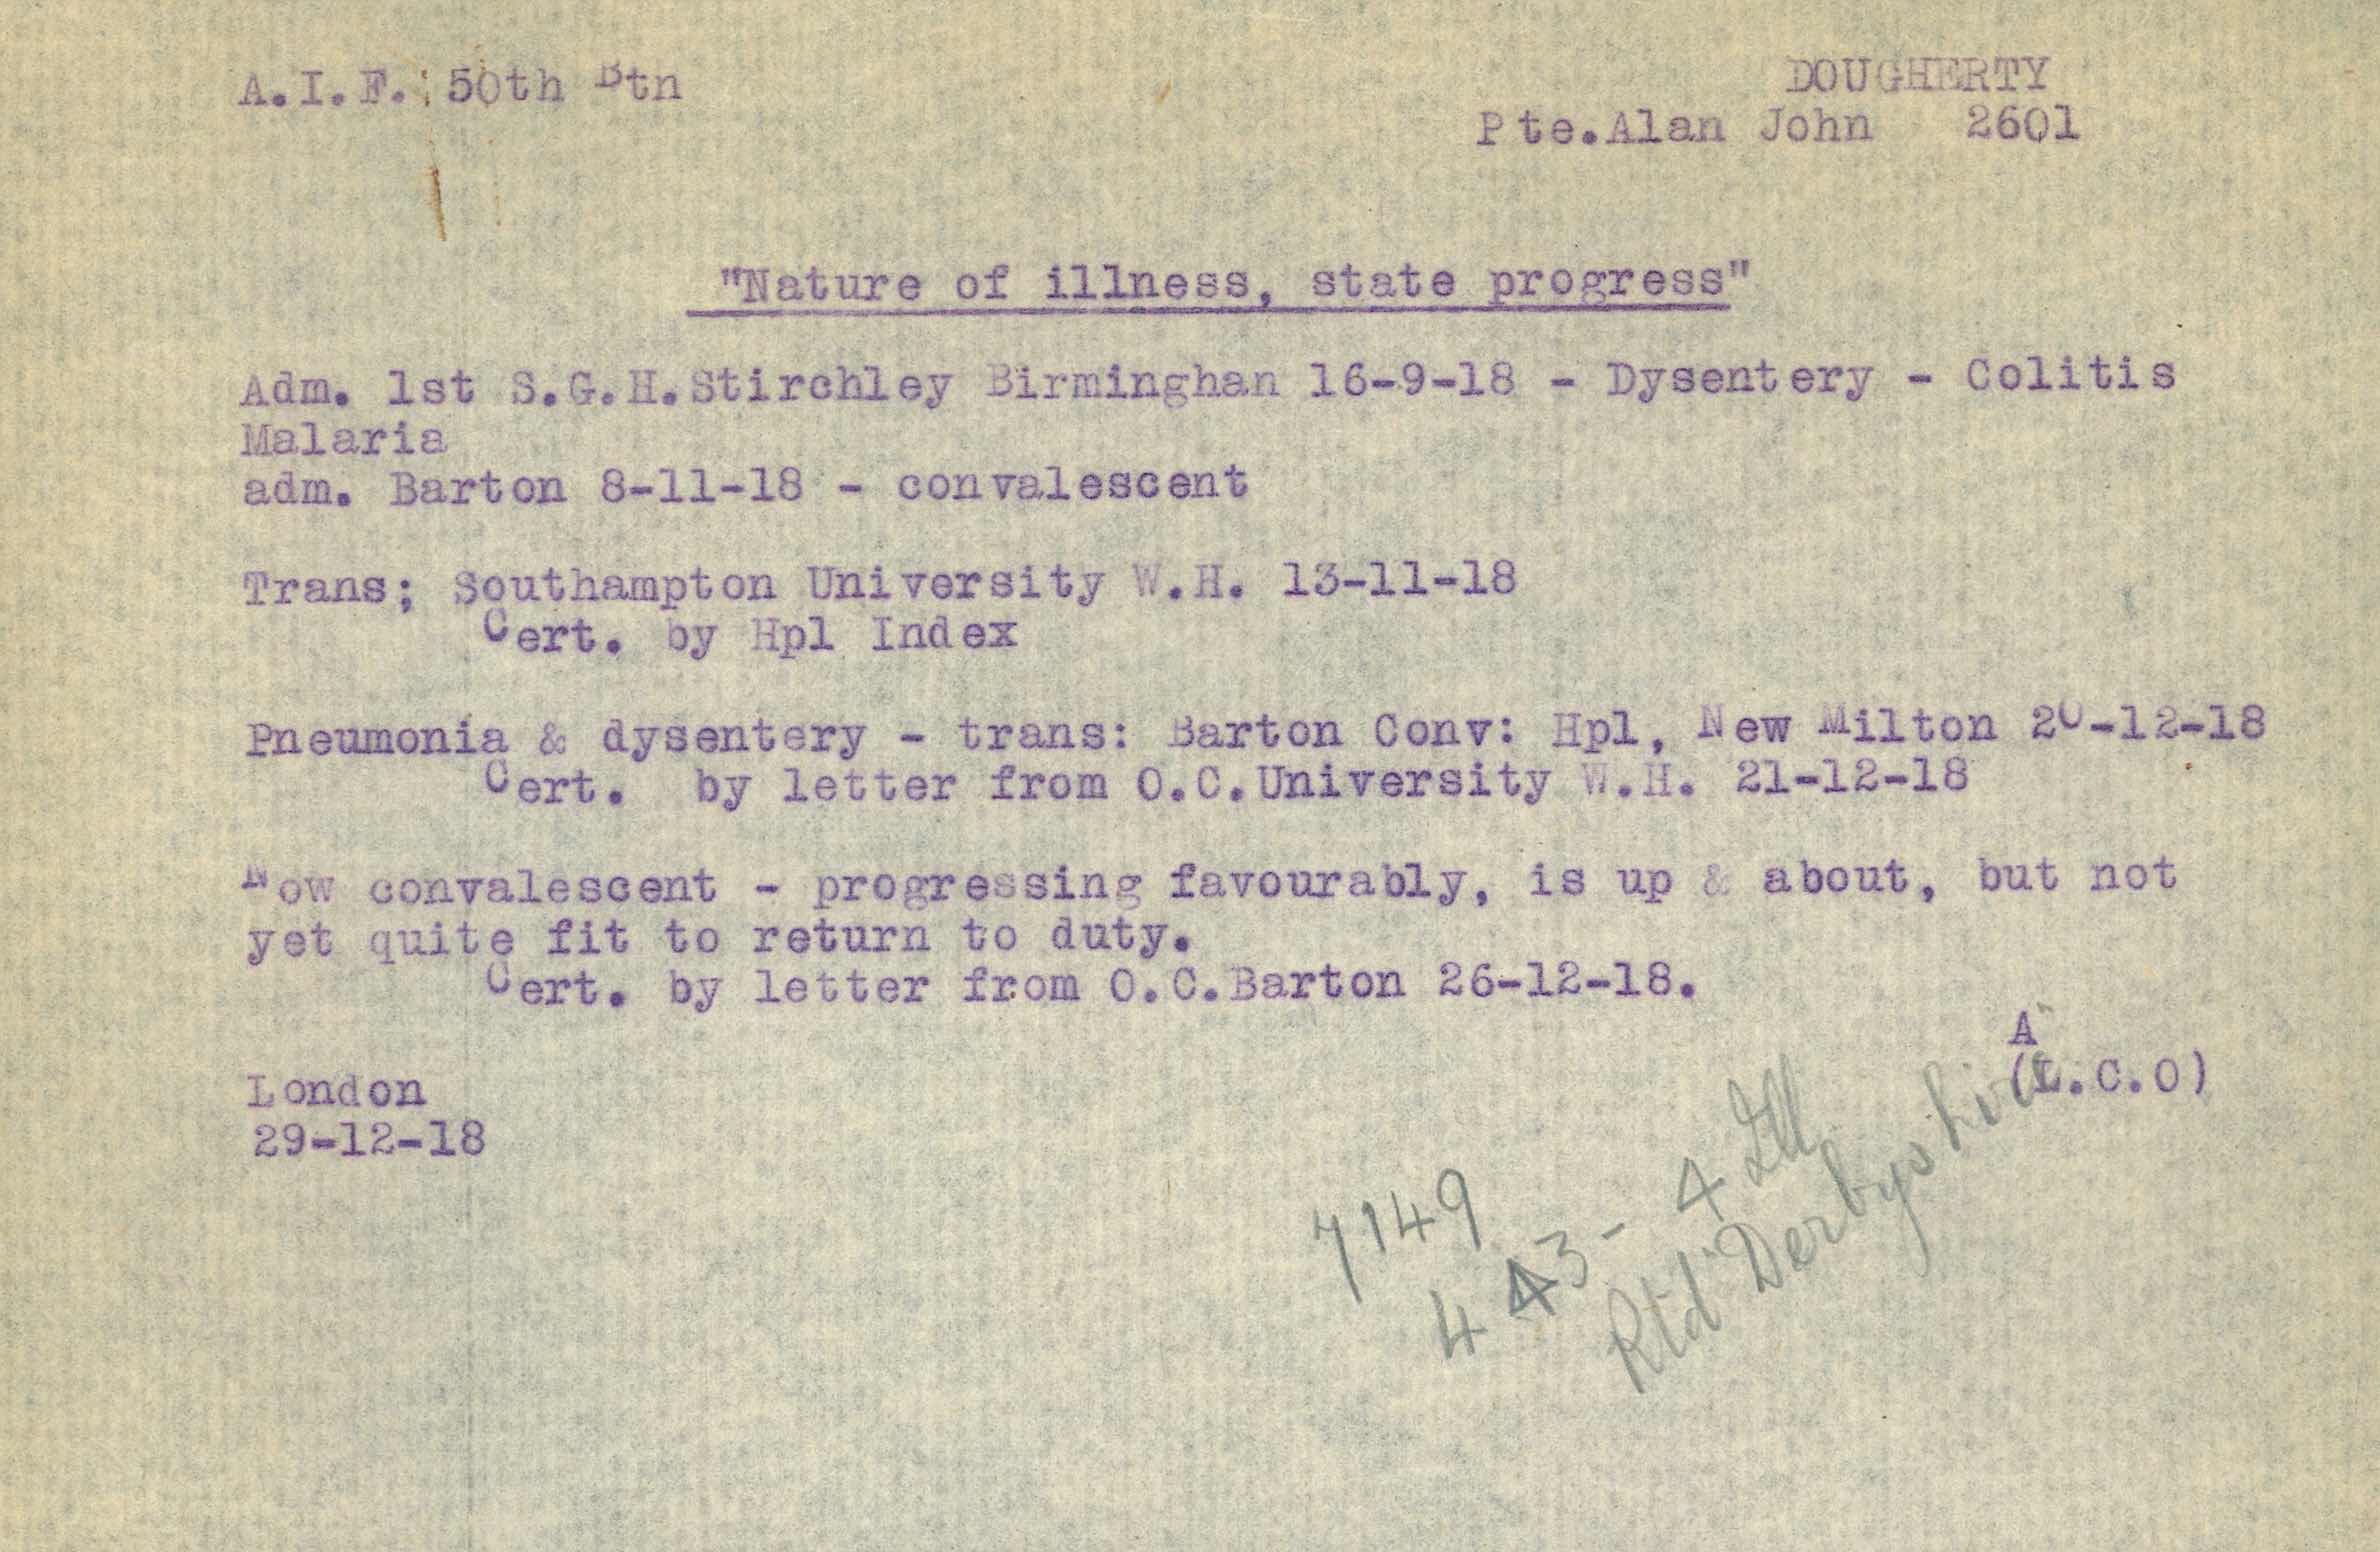 A.I.F. 50th Btn
DOUGHERTY
Pte.Alan John 2601
"Nature of illness, state progress"
Adm. 1st S.G.H.Stirchley Birminghan 16-9-18 - Dysentery - Colitis
Malaria
adm. Barton 8-11-18 - convalescent
Trans; Southampton University W.H. 13-11-18
Cert. by Hpl Index
Pneumonia & dysentery - trans: Barton Conv: Hpl, New Milton 20-12-18
Cert. by letter from O.C.University W.H. 21-12-18
Now convalescent - progressing favourably, is up & about, but not
yet quite fit to return to duty.
Cert. by letter from O.C.Barton 26-12-18.
A
(L.C.O)
London
29-12-18
7149
443 - 4
Rtd Derbyshire